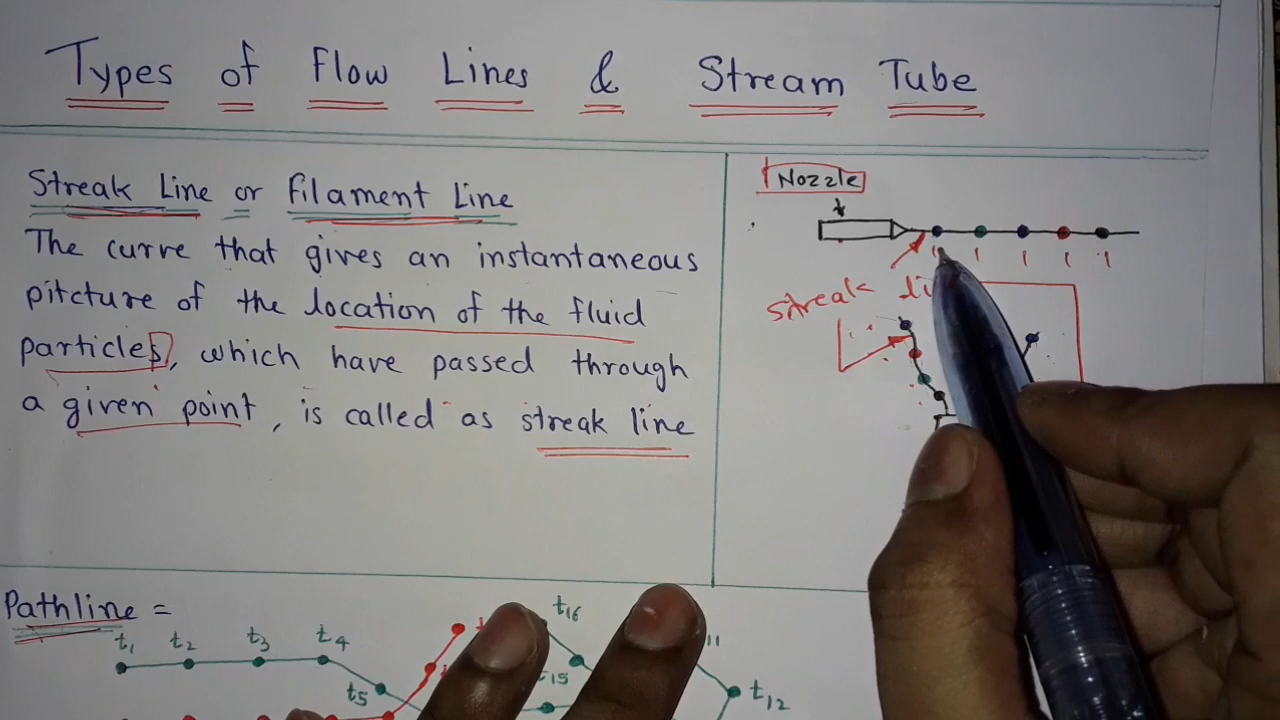 Types of Flow Lines & Stream Tube
Streak Line or Filament Line
The curve that gives an instantaneous
pitcture of the location of the fluid
particles, which have passed through
a given point, is called as streak line
Nozzle
streak
Pathline =
t1 t2 t3 t4
t5
t16
t15
11
t12